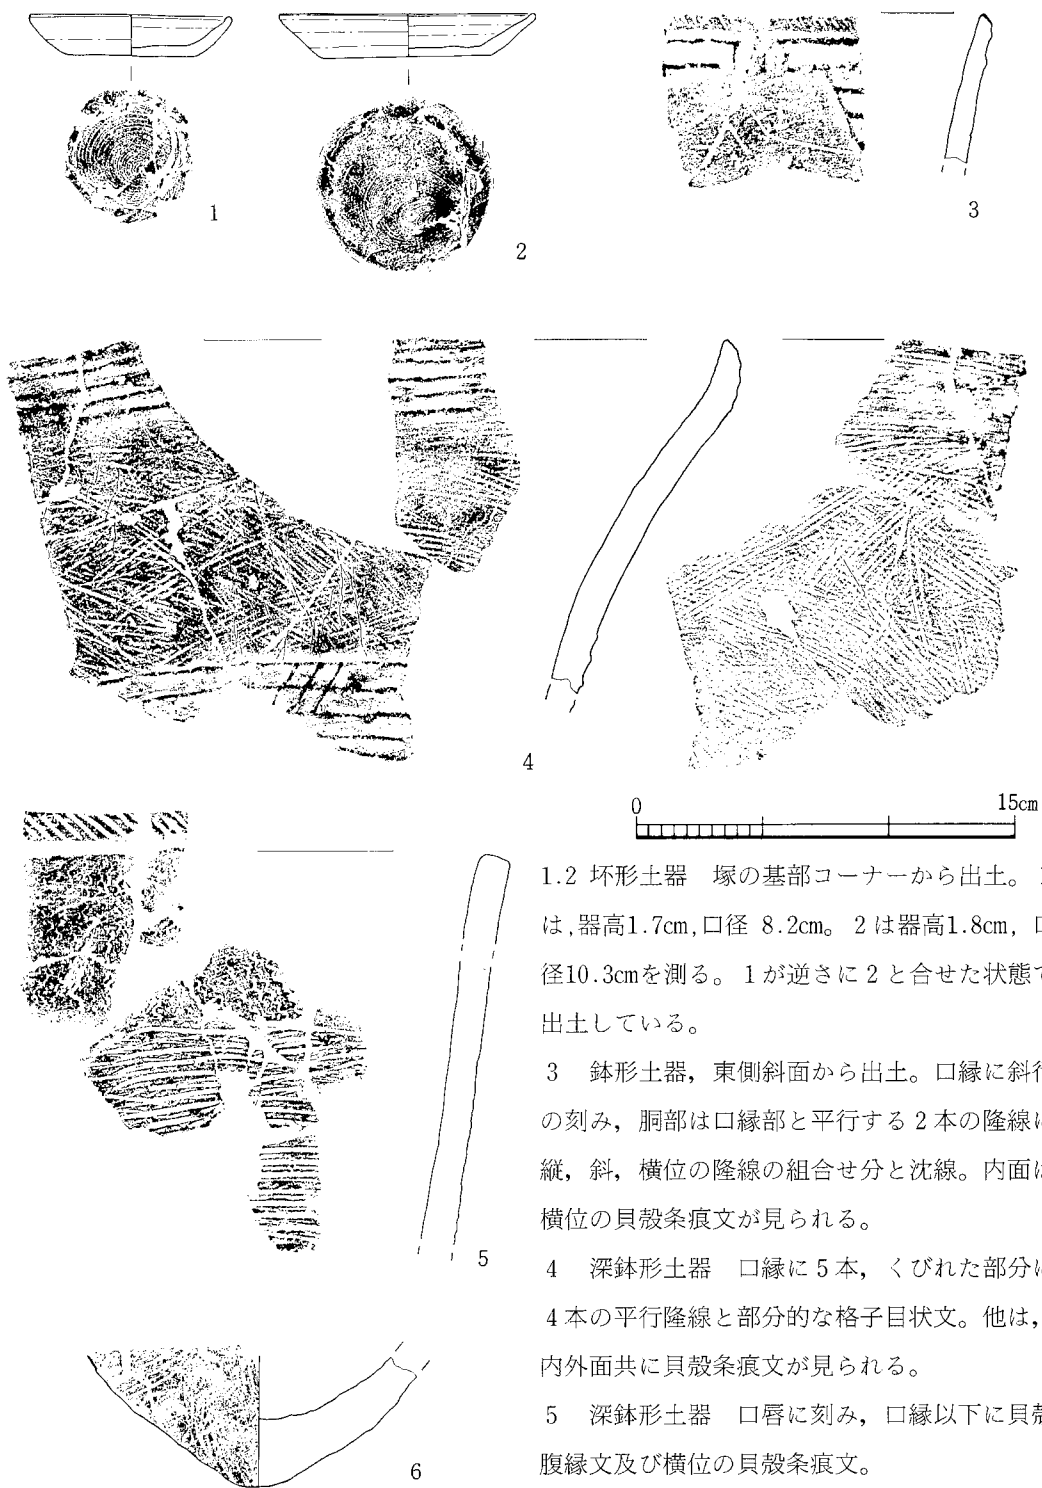 1
2
3
4
0 15cm
1.2 坏形土器 塚の基部コーナーから出土。
は,器高1.7cm,口径 8.2cm。2は器高1.8cm,
径10.3cmを測る。1が逆さに2と合せた状態
出土している。
3 鉢形土器,東側斜面から出土。口縁に斜行
の刻み,胴部は口縁部と平行する2本の隆線
縦,斜,横位の隆線の組合せ分と沈線。内面は
横位の貝殻条痕文が見られる。
4 深鉢形土器 口縁に5本,くびれた部分
4本の平行隆線と部分的な格子目状文。他は,
内外面共に貝殻条痕文が見られる。
5 深鉢形土器 口唇に刻み,口縁以下に貝殻
腹縁文及び横位の貝殻条痕文。
5
6